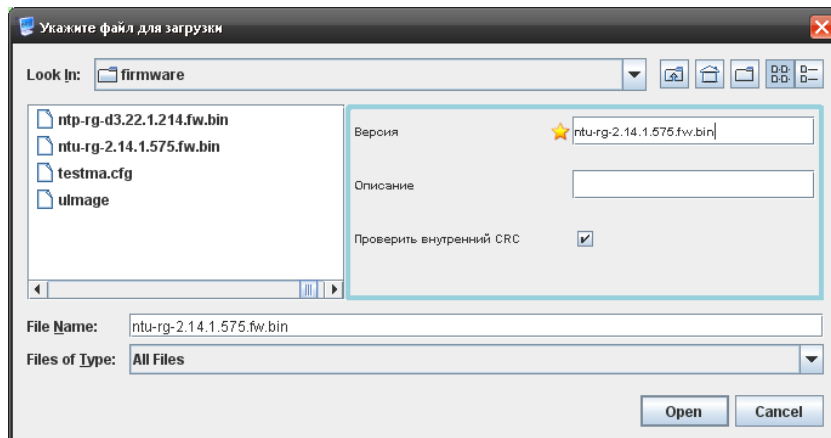 Укажите файл для загрузки
Look In: firmware
ntp-rg-d3.22.1.214.fw.bin
ntu-rg-2.14.1.575.fw.bin
testma.cfg
uImage
Версия ntu-rg-2.14.1.575.fw.bin
Описание
Проверить внутренний CRC
File Name: ntu-rg-2.14.1.575.fw.bin
Files of Type: All Files
Open Cancel